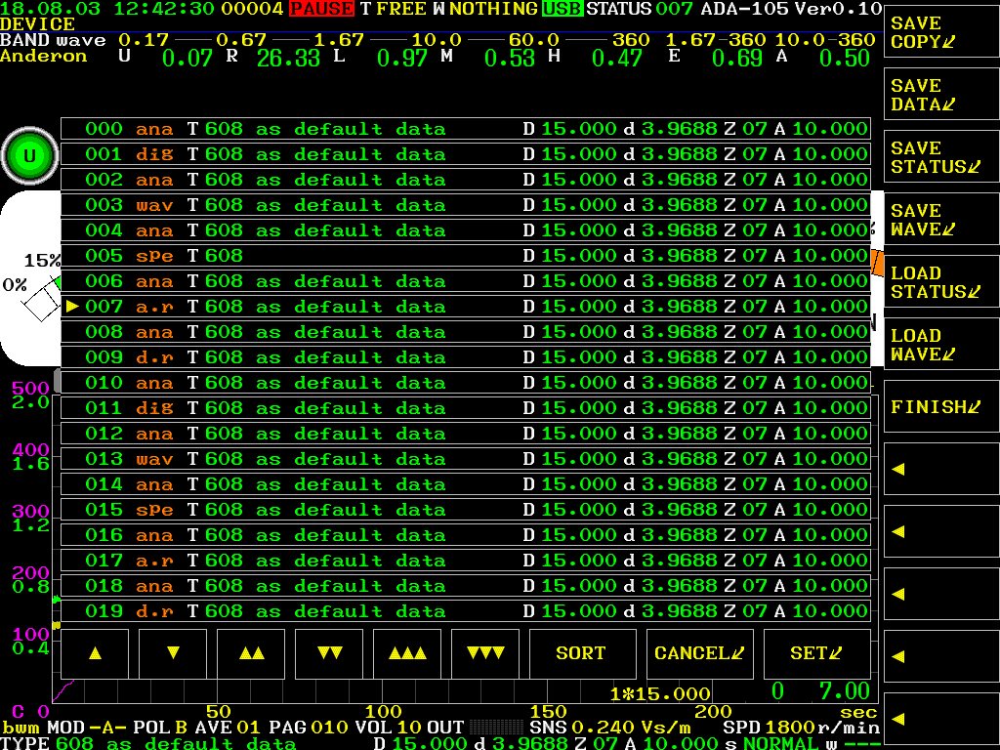 18.08.03 12:42:30 00004 PAUSE T FREE W NOTHING USB STATUS 007 ADA-105 Ver0.10
DEVICE
BAND wave 0.17 0.67 1.67 10.0 60.0 360 1.67-360 10.0-360
Anderon U 0.07 R 26.33 L 0.97 M 0.53 H 0.47 E 0.69 A 0.50
SAVE
COPY
SAVE
DATA
SAVE
STATUS
SAVE
WAVE
LOAD
STATUS
LOAD
WAVE
FINISH
U
15%
0%
000 ana T 608 as default data D 15.000 d 3.9688 Z 07 A 10.000
001 dig T 608 as default data D 15.000 d 3.9688 Z 07 A 10.000
002 ana T 608 as default data D 15.000 d 3.9688 Z 07 A 10.000
003 wav T 608 as default data D 15.000 d 3.9688 Z 07 A 10.000
004 ana T 608 as default data D 15.000 d 3.9688 Z 07 A 10.000
005 spe T 608 D 15.000 d 3.9688 Z 07 A 10.000
006 ana T 608 as default data D 15.000 d 3.9688 Z 07 A 10.000
007 a.r T 608 as default data D 15.000 d 3.9688 Z 07 A 10.000
008 ana T 608 as default data D 15.000 d 3.9688 Z 07 A 10.000
009 d.r T 608 as default data D 15.000 d 3.9688 Z 07 A 10.000
010 ana T 608 as default data D 15.000 d 3.9688 Z 07 A 10.000
011 dig T 608 as default data D 15.000 d 3.9688 Z 07 A 10.000
012 ana T 608 as default data D 15.000 d 3.9688 Z 07 A 10.000
013 wav T 608 as default data D 15.000 d 3.9688 Z 07 A 10.000
014 ana T 608 as default data D 15.000 d 3.9688 Z 07 A 10.000
015 spe T 608 as default data D 15.000 d 3.9688 Z 07 A 10.000
016 ana T 608 as default data D 15.000 d 3.9688 Z 07 A 10.000
017 a.r T 608 as default data D 15.000 d 3.9688 Z 07 A 10.000
018 ana T 608 as default data D 15.000 d 3.9688 Z 07 A 10.000
019 d.r T 608 as default data D 15.000 d 3.9688 Z 07 A 10.000
500
2.0
400
1.6
300
1.2
200
0.8
100
0.4
SORT CANCEL SET
1*15.000 0 7.00
C 0 50 100 150 200 sec
bwm MOD -A- POL B AVE 01 PAG 010 VOL 10 OUT SNS 0.240 Vs/m SPD 1800 r/min
TYPE 608 as default data D 15.000 d 3.9688 Z 07 A 10.000 s NORMAL w ---